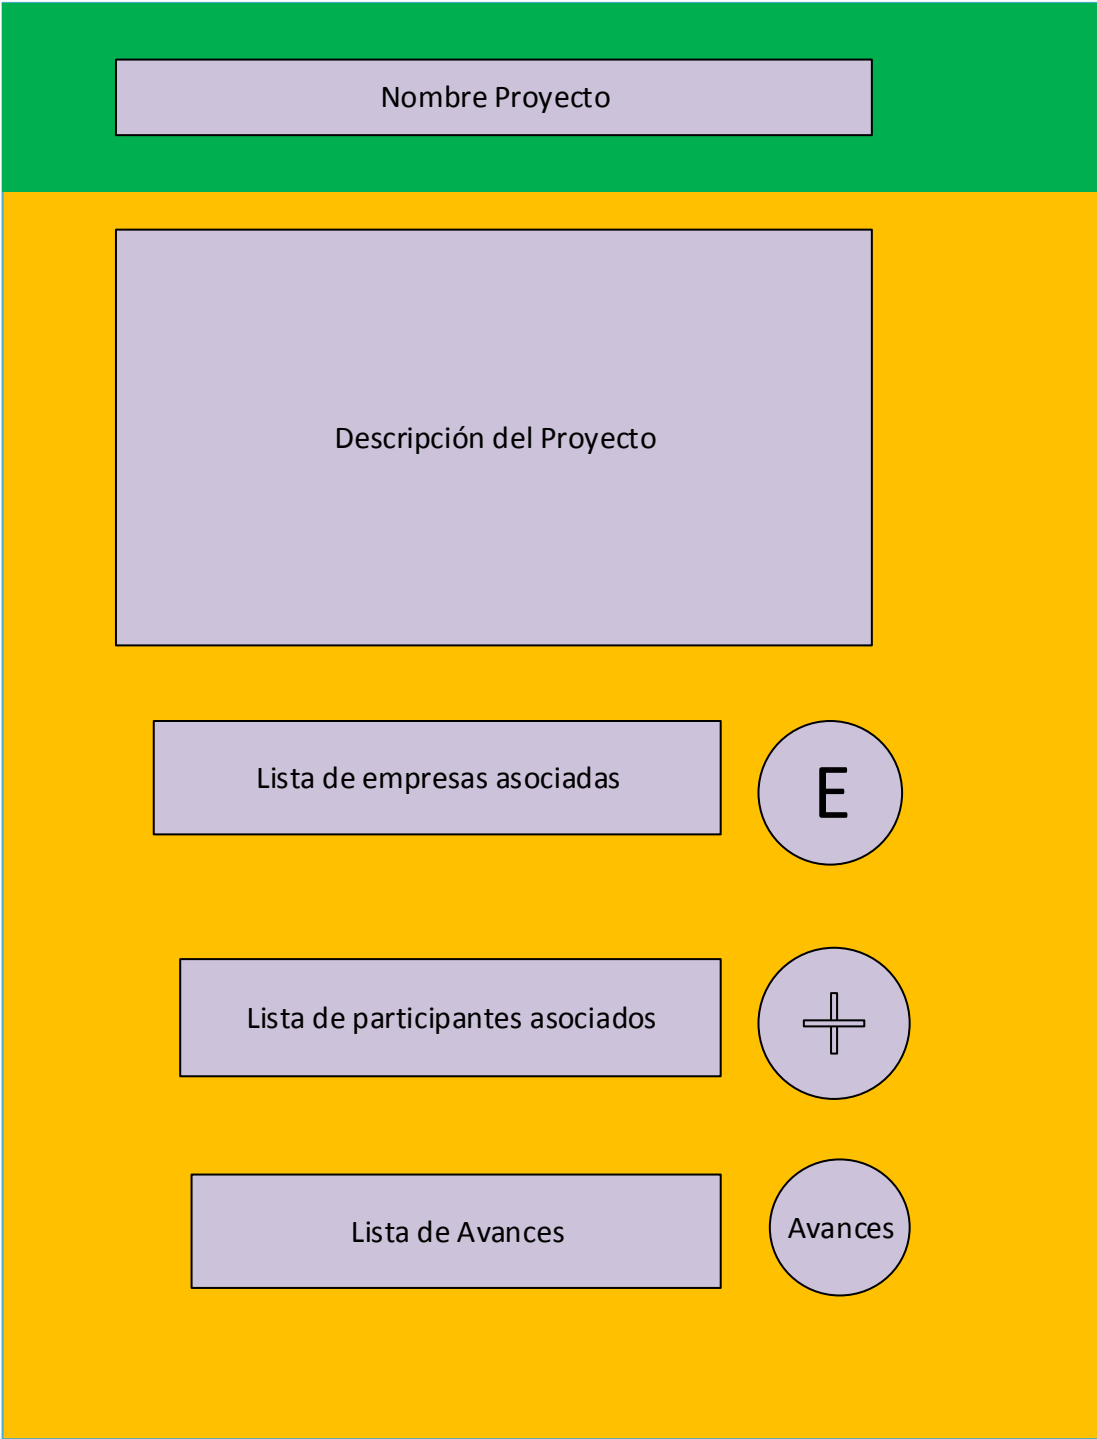 Nombre Proyecto
Descripción del Proyecto
Lista de empresas asociadas
E
Lista de participantes asociados
Lista de Avances
Avances